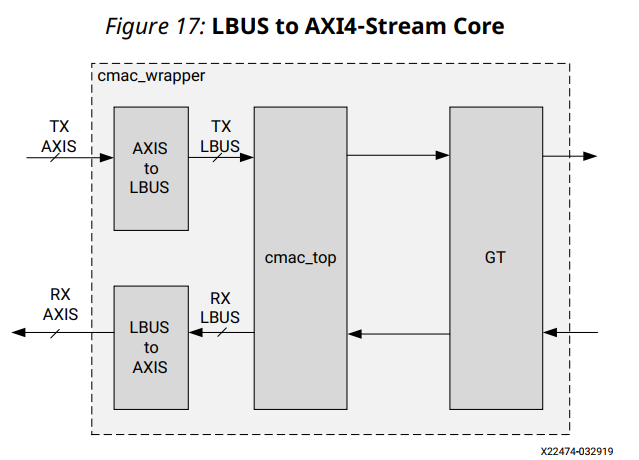 Figure 17: LBUS to AXI4-Stream Core
cmac_wrapper
TX
AXIS
AXIS
to
LBUS
TX
LBUS
cmac_top
GT
RX
AXIS
LBUS
to
AXIS
RX
LBUS
X22474-032919